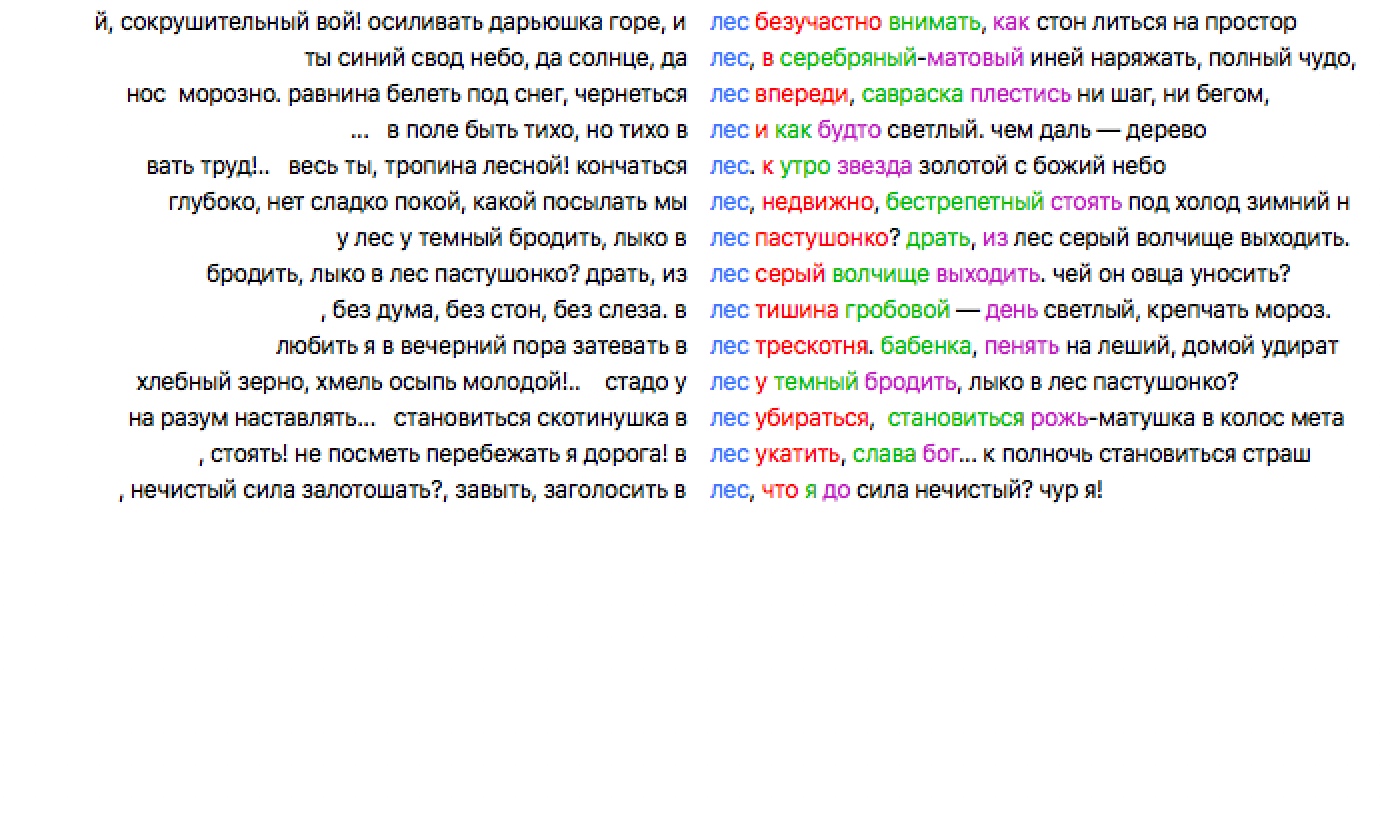 й, сокрушительный вой! осиливать дарьюшка горе, и лес безучастно внимать, как стон литься на простор
ты синий свод небо, да солнце, да лес, в серебряный-матовый иней наряжать, полный чудо,
нос  морозно. равнина белеть под снег, чернеться лес впереди, савраска плестись ни шаг, ни бегом,
...   в поле быть тихо, но тихо в лес и как будто светлый. чем даль — дерево
вать труд!..   весь ты, тропина лесной! кончаться лес. к утро звезда золотой с божий небо
глубоко, нет сладко покой, какой посылать мы лес, недвижно, бестрепетный стоять под холод зимний н
у лес у темный бродить, лыко в лес пастушонко? драть, из лес серый волчище выходить.
бродить, лыко в лес пастушонко? драть, из лес серый волчище выходить. чей он овца уносить?
, без дума, без стон, без слеза. в лес тишина гробовой — день светлый, крепчать мороз.
любить я в вечерний пора затевать в лес трескотня. бабенка, пенять на леший, домой удират
хлебный зерно, хмель осыпь молодой!..    стадо у лес у темный бродить, лыко в лес пастушонко?
на разум наставлять...   становиться скотинушка в лес убираться,  становиться рожь-матушка в колос мета
, стоять! не посметь перебежать я дорога! в лес укатить, слава бог... к полночь становиться страш
, нечистый сила залотошать?, завыть, заголосить в лес, что я до сила нечистый? чур я!